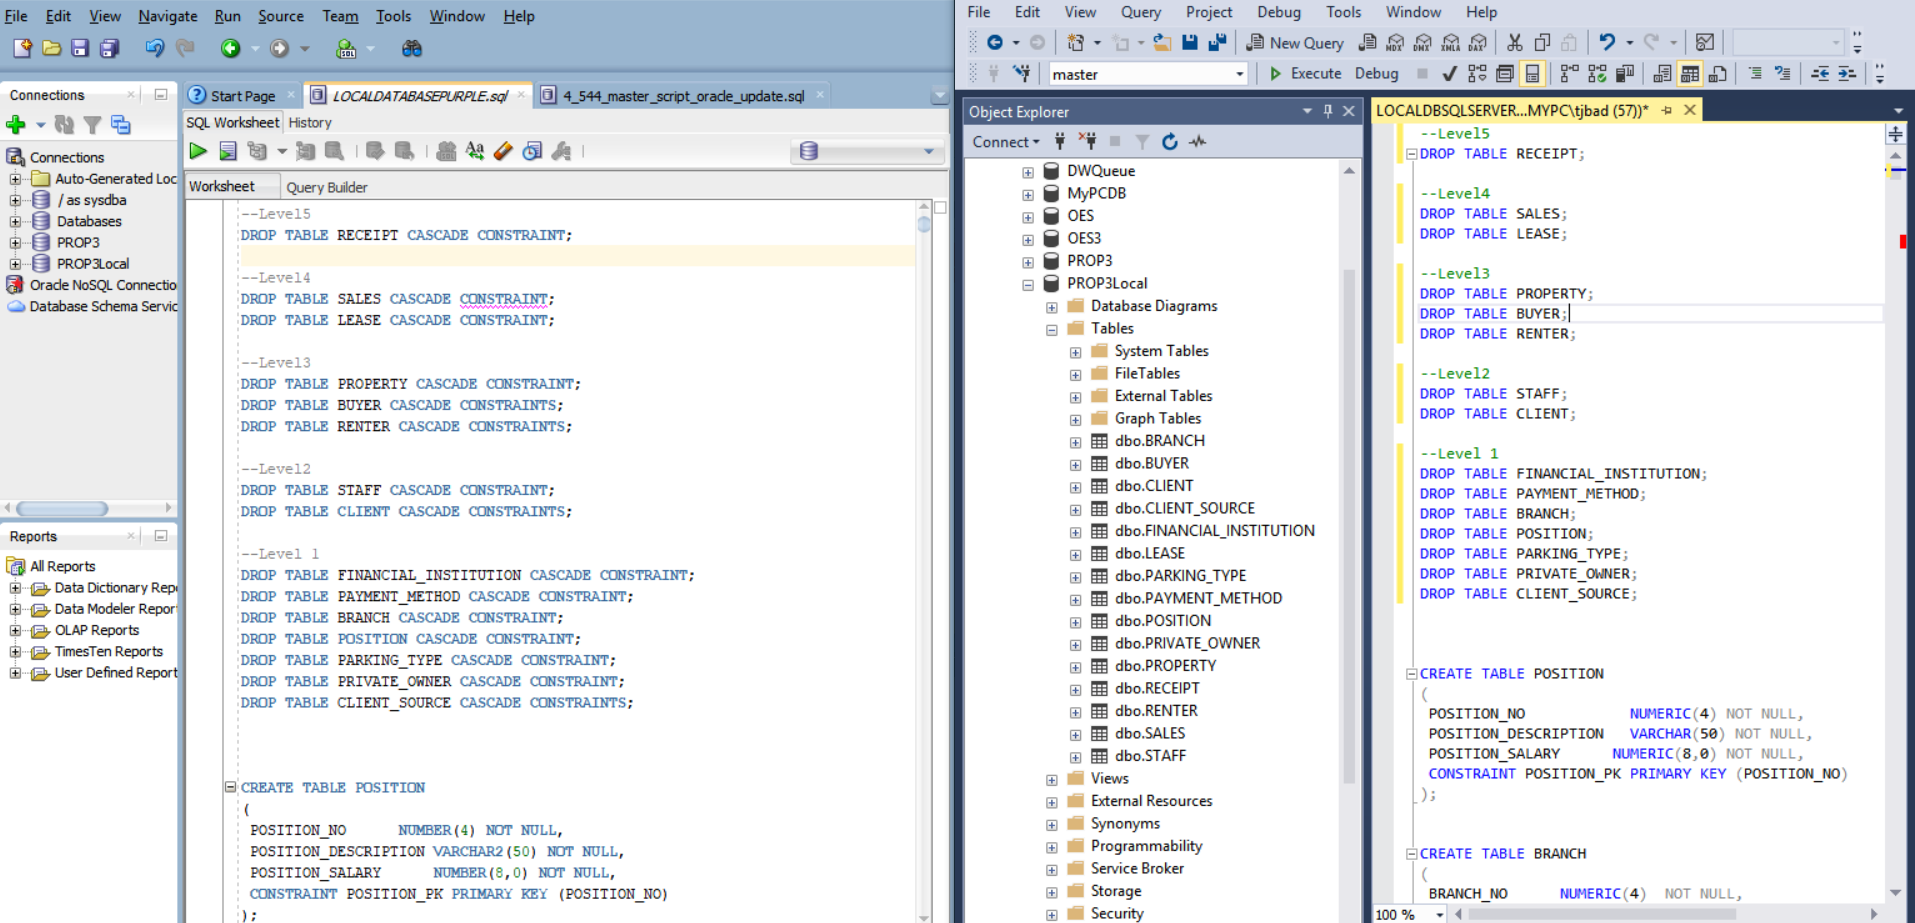 File Edit View Navigate Run Source Team Tools Window Help
Connections
Connections
Auto-Generated Loc
/ as sysdba
Databases
PROP3
PROP3Local
Oracle NoSQL Connectio
Database Schema Servic
Reports
All Reports
Data Dictionary Rep
Data Modeler Report
OLAP Reports
TimesTen Reports
User Defined Report
Start Page LOCALDATABASEPURPLE.sql 4_544_master_script_oracle_update.sql
SQL Worksheet History
Worksheet Query Builder
--Level5
DROP TABLE RECEIPT CASCADE CONSTRAINT;
--Level4
DROP TABLE SALES CASCADE CONSTRAINT;
DROP TABLE LEASE CASCADE CONSTRAINT;
--Level3
DROP TABLE PROPERTY CASCADE CONSTRAINT;
DROP TABLE BUYER CASCADE CONSTRAINTS;
DROP TABLE RENTER CASCADE CONSTRAINTS;
--Level2
DROP TABLE STAFF CASCADE CONSTRAINT;
DROP TABLE CLIENT CASCADE CONSTRAINTS;
--Level 1
DROP TABLE FINANCIAL_INSTITUTION CASCADE CONSTRAINT;
DROP TABLE PAYMENT_METHOD CASCADE CONSTRAINT;
DROP TABLE BRANCH CASCADE CONSTRAINT;
DROP TABLE POSITION CASCADE CONSTRAINT;
DROP TABLE PARKING_TYPE CASCADE CONSTRAINT;
DROP TABLE PRIVATE_OWNER CASCADE CONSTRAINT;
DROP TABLE CLIENT_SOURCE CASCADE CONSTRAINTS;
CREATE TABLE POSITION
(
POSITION_NO NUMBER(4) NOT NULL,
POSITION_DESCRIPTION VARCHAR2(50) NOT NULL,
POSITION_SALARY NUMBER(8,0) NOT NULL,
CONSTRAINT POSITION_PK PRIMARY KEY (POSITION_NO)
);
File Edit View Query Project Debug Tools Window Help
New Query MDX DMX XMLA DAX
master Execute Debug
Object Explorer
Connect
DWQueue
MyPCDB
OES
OES3
PROP3
PROP3Local
Database Diagrams
Tables
System Tables
FileTables
External Tables
Graph Tables
dbo.BRANCH
dbo.BUYER
dbo.CLIENT
dbo.CLIENT_SOURCE
dbo.FINANCIAL_INSTITUTION
dbo.LEASE
dbo.PARKING_TYPE
dbo.PAYMENT_METHOD
dbo.POSITION
dbo.PRIVATE_OWNER
dbo.PROPERTY
dbo.RECEIPT
dbo.RENTER
dbo.SALES
dbo.STAFF
Views
External Resources
Synonyms
Programmability
Service Broker
Storage
Security
LOCALDBSQLSERVER...MYPC\tjbad (57))*
--Level5
DROP TABLE RECEIPT;
--Level4
DROP TABLE SALES;
DROP TABLE LEASE;
--Level3
DROP TABLE PROPERTY;
DROP TABLE BUYER;
DROP TABLE RENTER;
--Level2
DROP TABLE STAFF;
DROP TABLE CLIENT;
--Level 1
DROP TABLE FINANCIAL_INSTITUTION;
DROP TABLE PAYMENT_METHOD;
DROP TABLE BRANCH;
DROP TABLE POSITION;
DROP TABLE PARKING_TYPE;
DROP TABLE PRIVATE_OWNER;
DROP TABLE CLIENT_SOURCE;
CREATE TABLE POSITION
(
POSITION_NO NUMERIC(4) NOT NULL,
POSITION_DESCRIPTION VARCHAR(50) NOT NULL,
POSITION_SALARY NUMERIC(8,0) NOT NULL,
CONSTRAINT POSITION_PK PRIMARY KEY (POSITION_NO)
);
CREATE TABLE BRANCH
(
BRANCH_NO NUMERIC(4) NOT NULL,
100 %